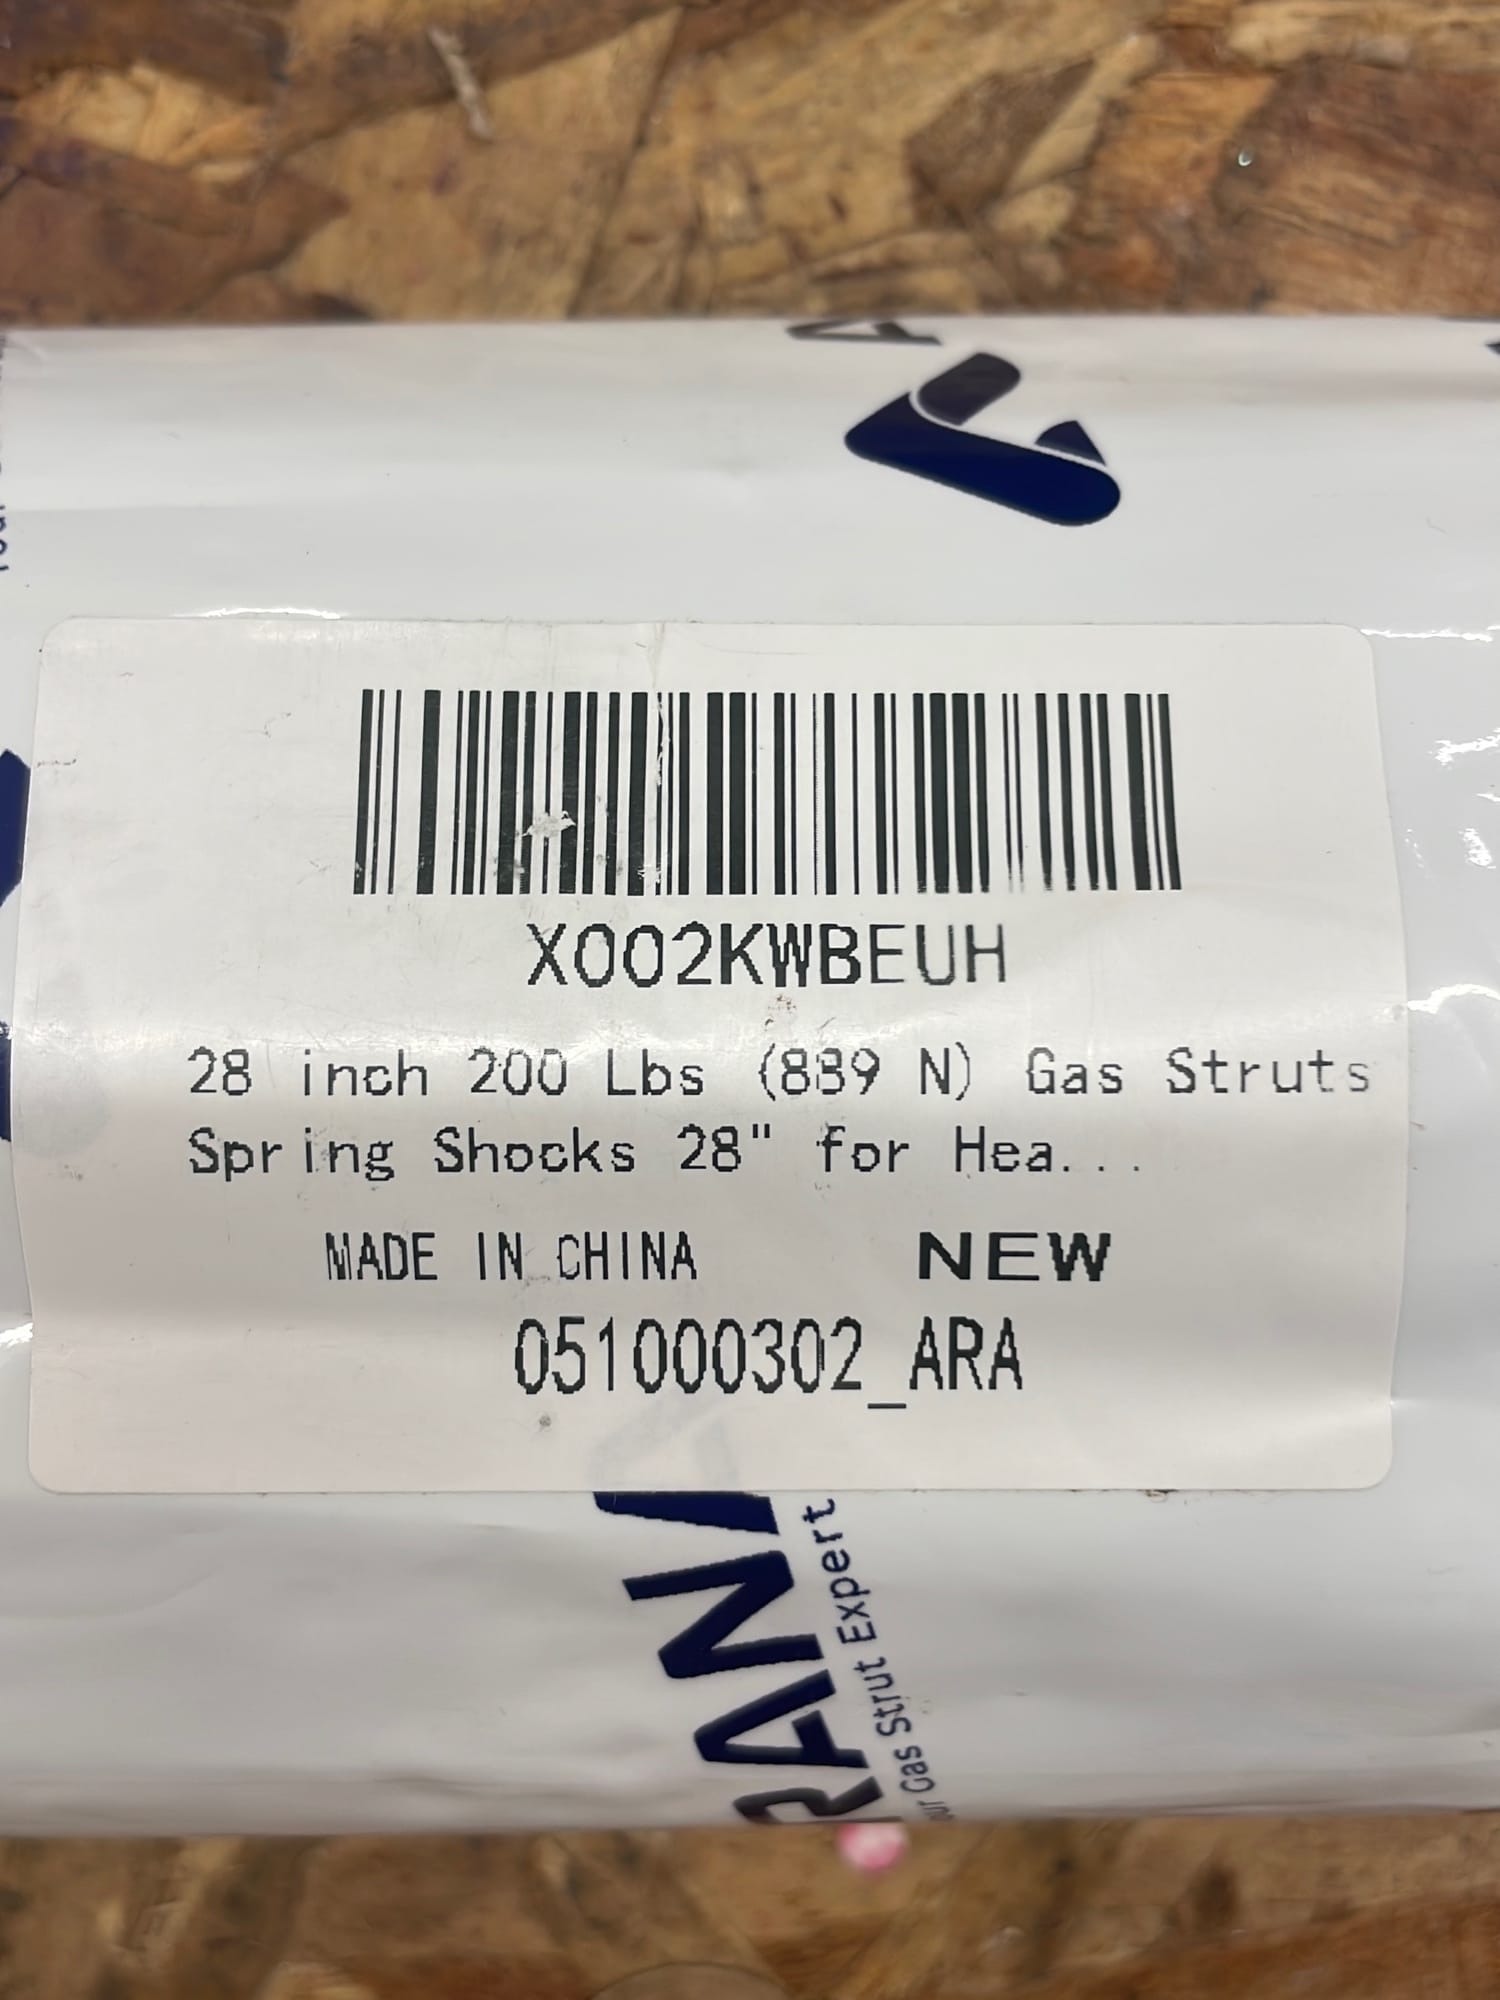 X002KWBEUH
28 inch 200 Lbs (889 N) Gas Struts
Spring Shocks 28" for Hea...
MADE IN CHINA NEW
051000302_ARA
Gas Strut Expert